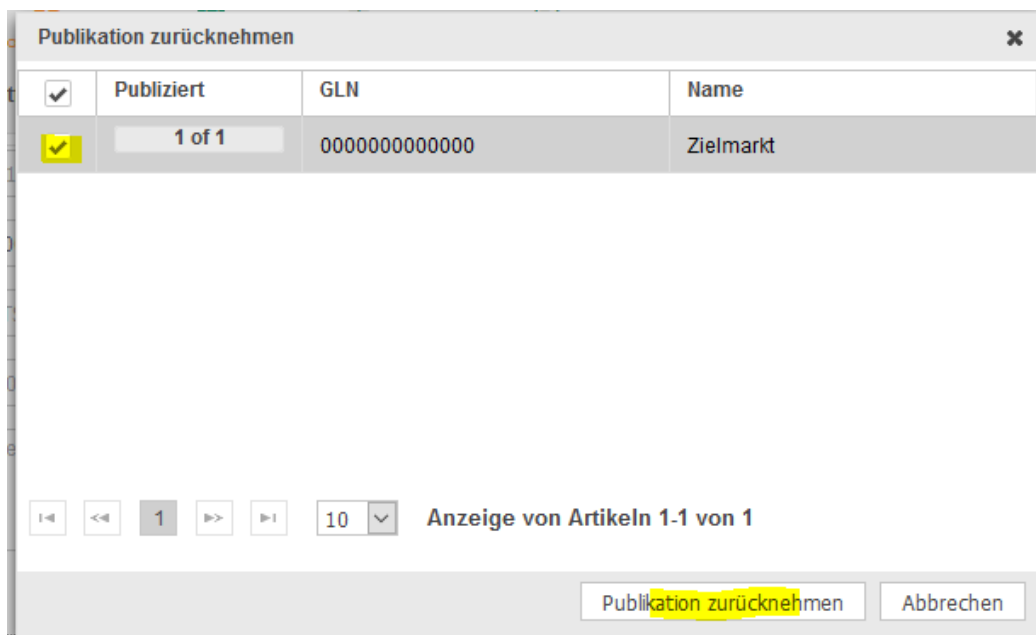 Publikation zurücknehmen
Publiziert GLN Name
1 of 1 0000000000000 Zielmarkt
1 10 Anzeige von Artikeln 1-1 von 1
Publikation zurücknehmen Abbrechen